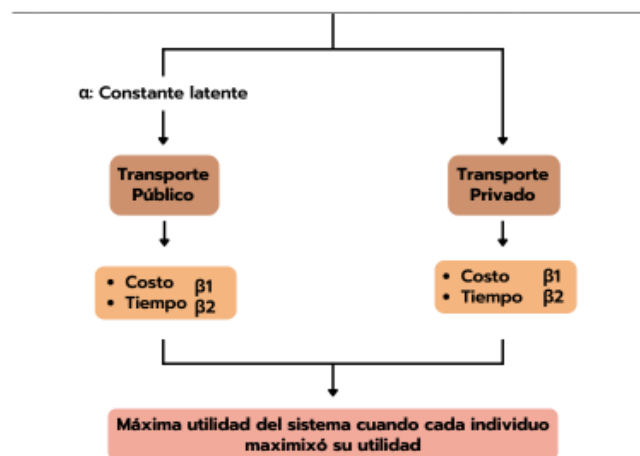 α: Constante latente
Transporte
Público
Transporte
Privado
• Costo β1
• Tiempo β2
• Costo β1
• Tiempo β2
Máxima utilidad del sistema cuando cada individuo
maximixó su utilidad